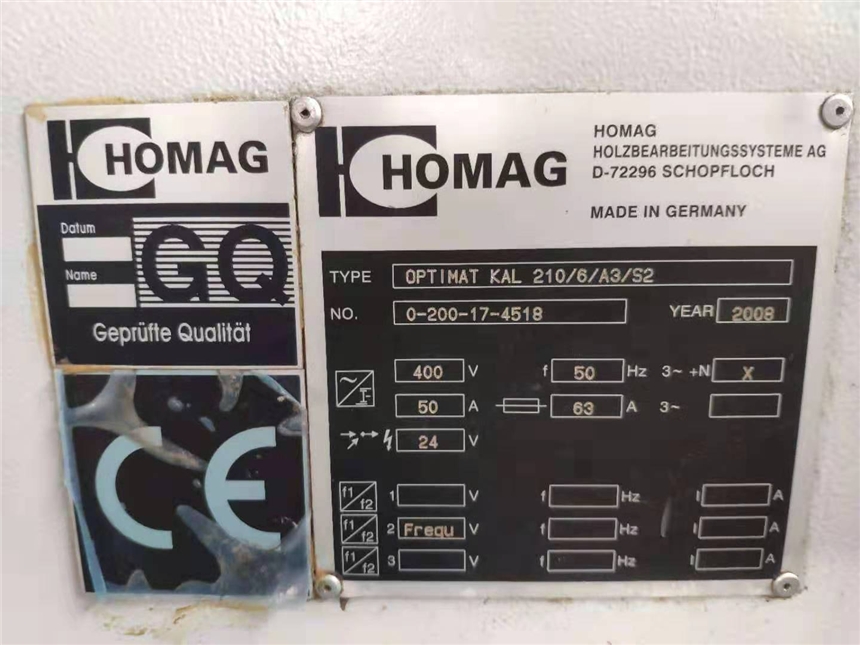 HOMAG
Datum
Name
GQ
Geprüfte Qualität
CE
HOMAG
HOMAG
HOLZBEARBEITUNGSSYSTEME AG
D-72296 SCHOPFLOCH
MADE IN GERMANY
TYPE OPTIMAT KAL 210/6/A3/S2
NO. 0-200-17-4518 YEAR 2008
400 V f 50 Hz 3~ +N X
50 A 63 A 3~
24 V
f1 f2 1 V f Hz I A
f1 f2 2 Frequ V f Hz I A
f1 f2 3 V f Hz I A